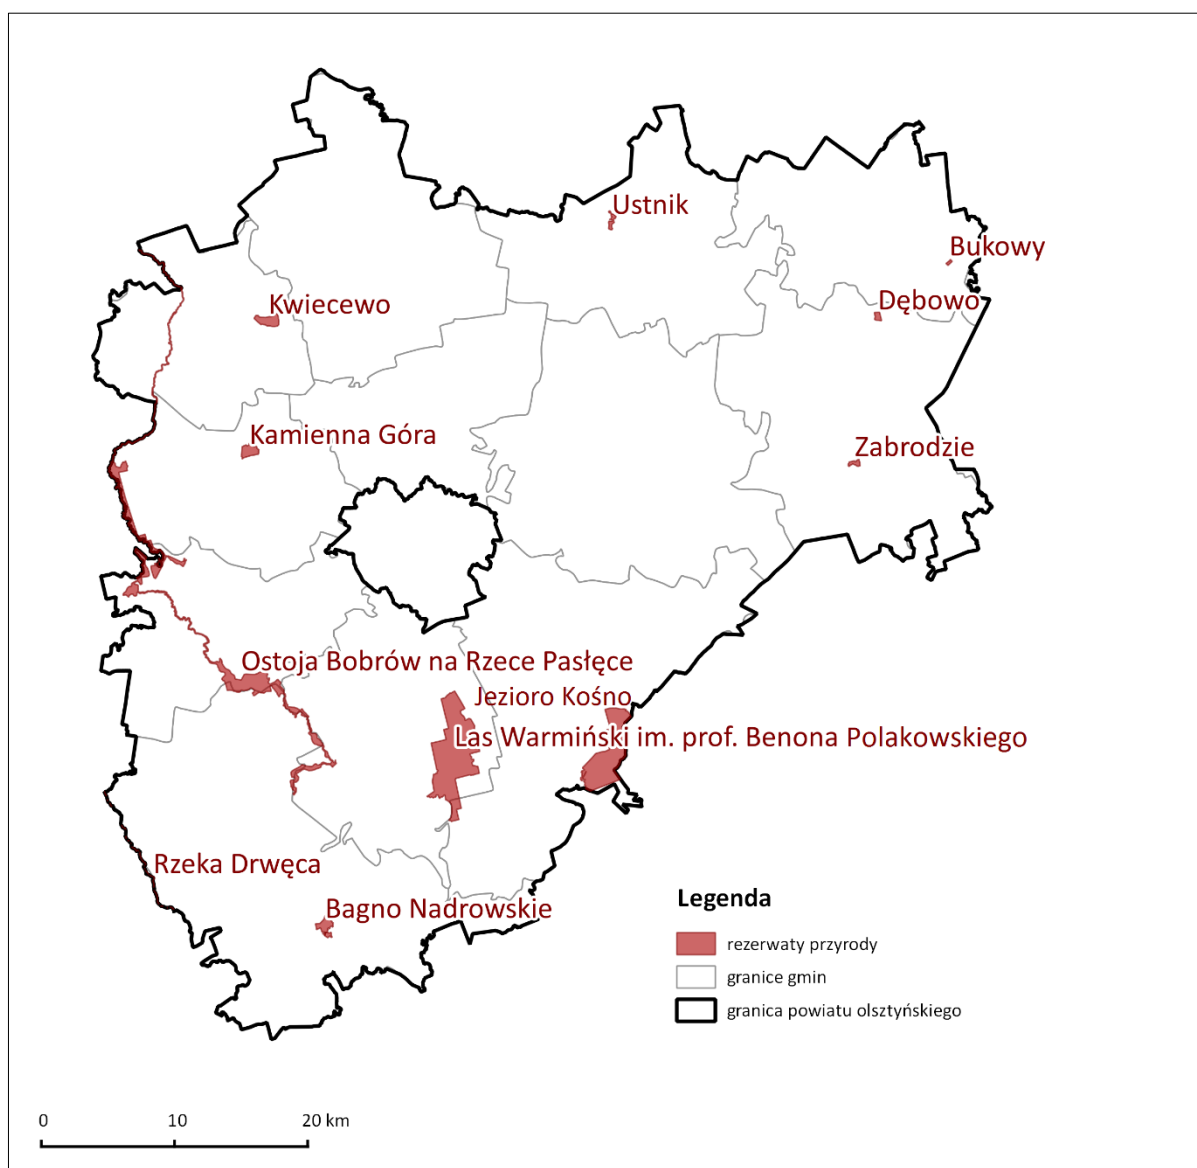 Ustnik
Bukowy
Dębowo
Kwiecewo
Kamienna Góra
Zabrodzie
Ostoja Bobrów na Rzece Pasłęce
Jezioro Kośno
Las Warmiński im. prof. Benona Polakowskiego
Rzeka Drwęca
Bagno Nadrowskie
Legenda
rezerwaty przyrody
granice gmin
granica powiatu olsztyńskiego
0 10 20 km